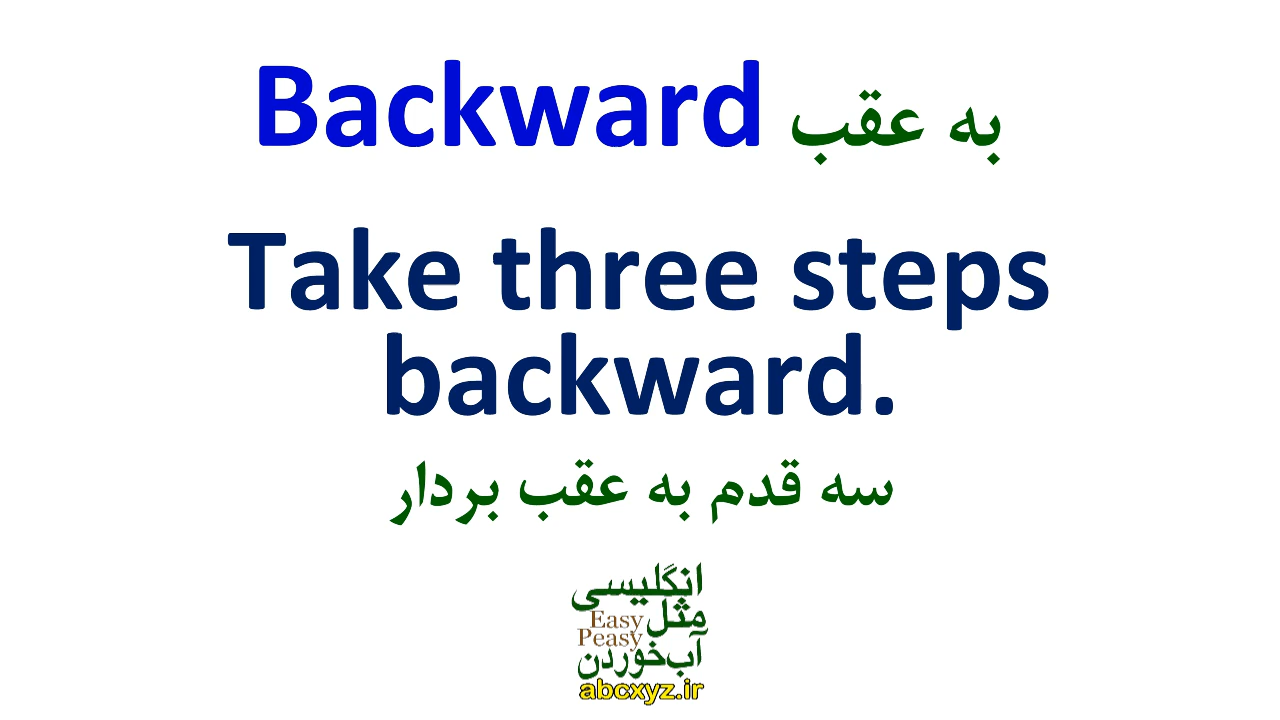 Backward به عقب
Take three steps
backward.
سه قدم به عقب بردار
انگلیسی
مثل
Easy
Peasy
آب‌خوردن
abcxyz.ir